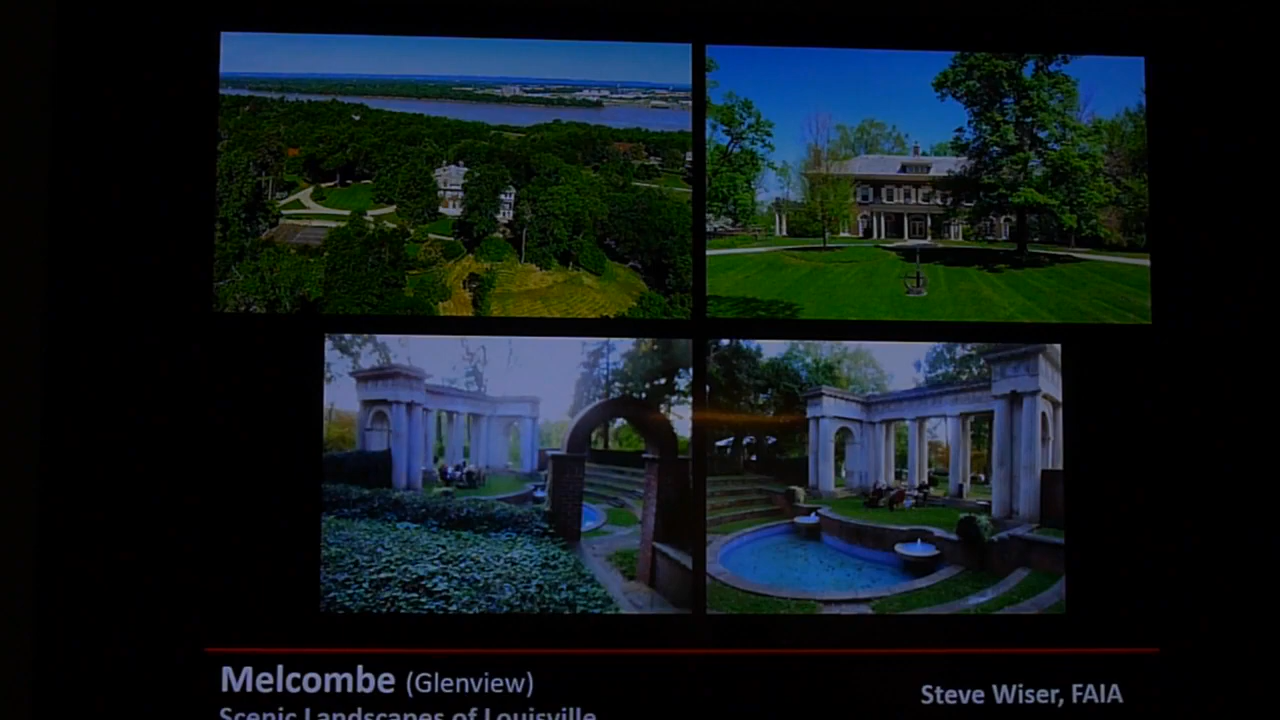 Melcombe (Glenview)
Steve Wiser, FAIA
Scenic Landscapes of Louisville